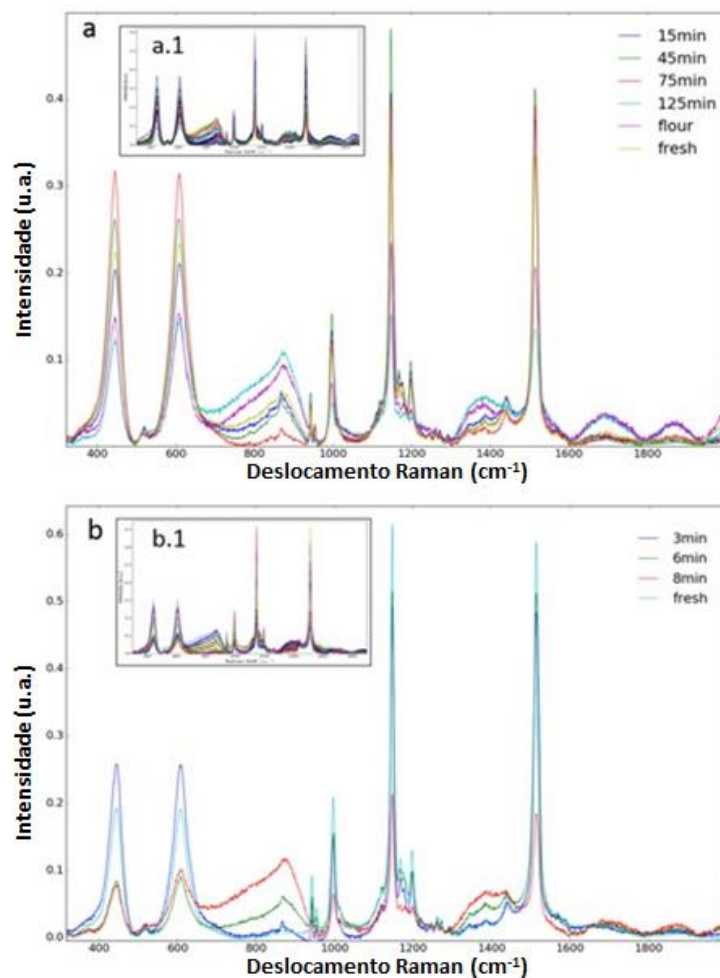 a
a.1
15min
45min
75min
125min
flour
fresh
0.4
0.3
0.2
0.1
Intensidade (u.a.)
400
600
800
1000
1200
1400
1600
1800
Deslocamento Raman (cm⁻¹)
b
b.1
3min
6min
8min
fresh
0.6
0.5
0.4
0.3
0.2
0.1
0.0
Intensidade (u.a.)
400
600
800
1000
1200
1400
1600
1800
Deslocamento Raman (cm⁻¹)